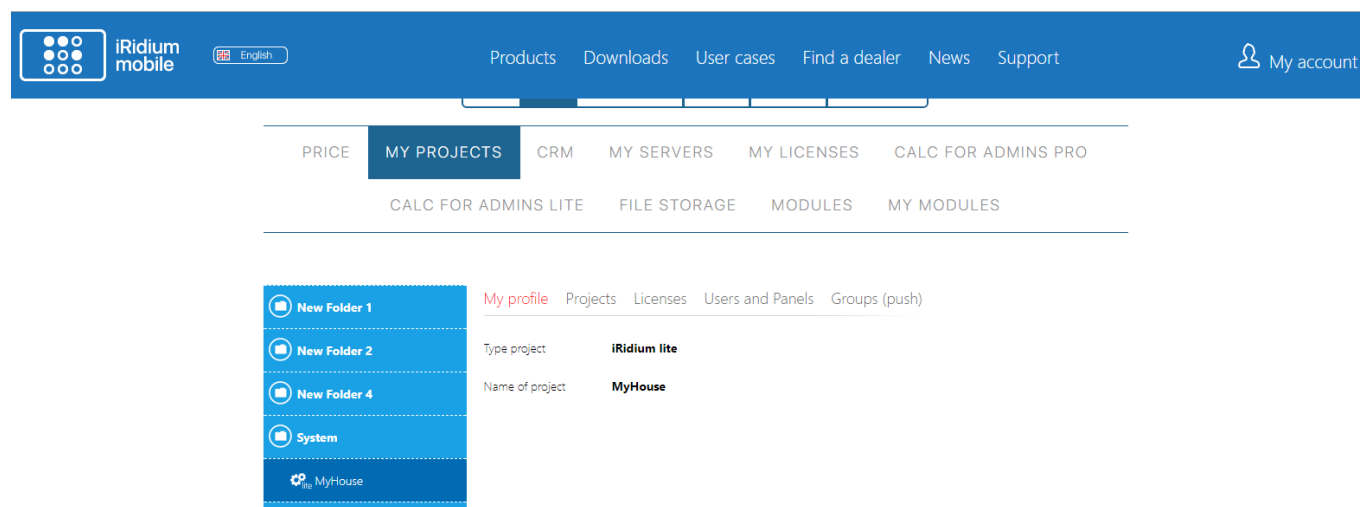 iRidium mobile
English
Products Downloads User cases Find a dealer News Support
My account
PRICE MY PROJECTS CRM MY SERVERS MY LICENSES CALC FOR ADMINS PRO
CALC FOR ADMINS LITE FILE STORAGE MODULES MY MODULES
New Folder 1
New Folder 2
New Folder 4
System
lite MyHouse
My profile Projects Licenses Users and Panels Groups (push)
Type project iRidium lite
Name of project MyHouse